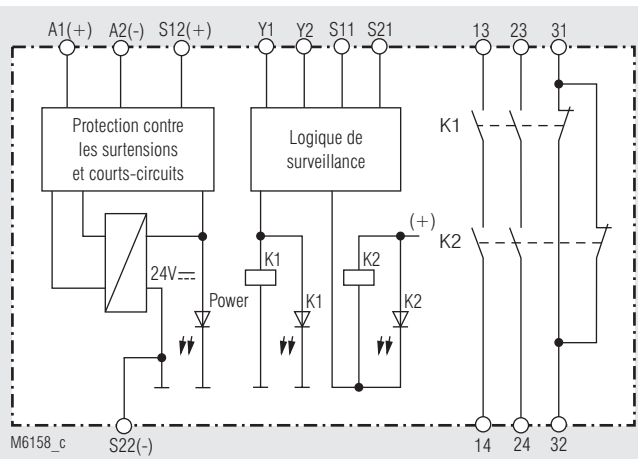 A1(+) A2(-) S12(+) Y1 Y2 S11 S21 13 23 31
Protection contre
les surtensions
et courts-circuits
Logique de
surveillance
K1
(+)
K2
24V
K1
K2
Power
K1
K2
M6158_c
S22(-)
14 24 32